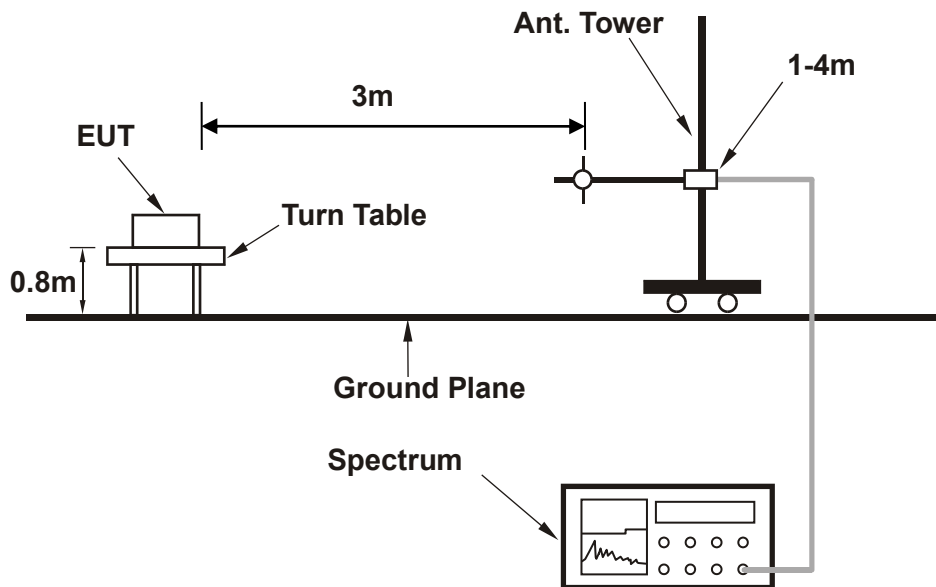 Ant. Tower
1-4m
3m
EUT
Turn Table
0.8m
Ground Plane
Spectrum